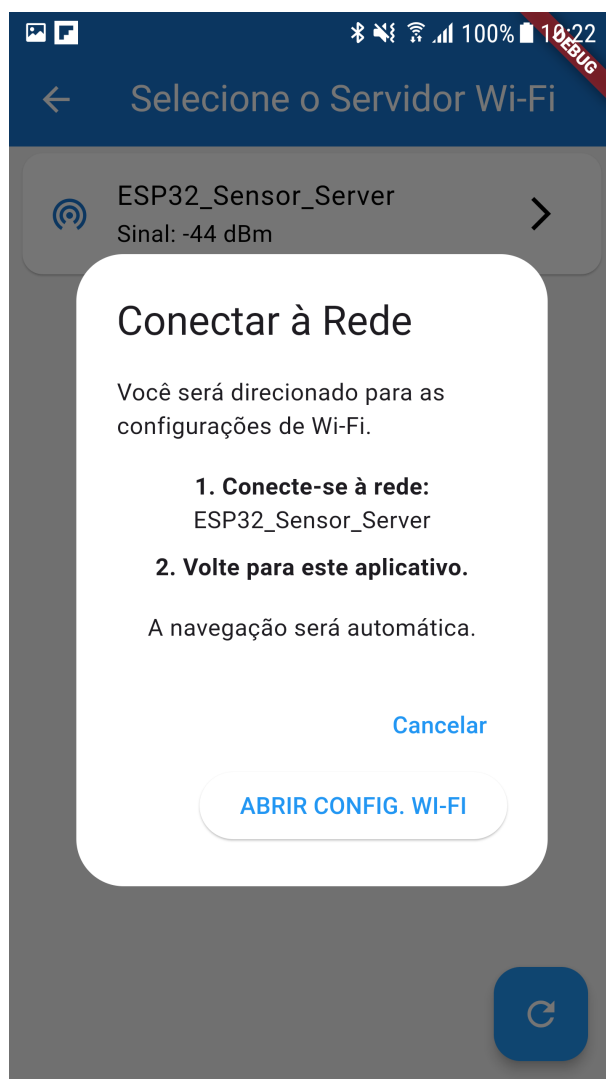 100% 10:22
DEBUG
Selecione o Servidor Wi-Fi
ESP32_Sensor_Server
Sinal: -44 dBm
Conectar à Rede
Você será direcionado para as
configurações de Wi-Fi.
1. Conecte-se à rede:
ESP32_Sensor_Server
2. Volte para este aplicativo.
A navegação será automática.
Cancelar
ABRIR CONFIG. WI-FI